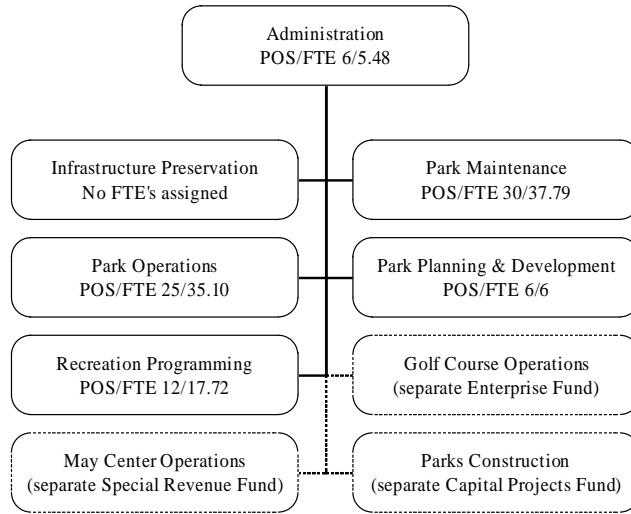 Administration
POS/FTE 6/5.48
Infrastructure Preservation
No FTE's assigned
Park Maintenance
POS/FTE 30/37.79
Park Operations
POS/FTE 25/35.10
Park Planning & Development
POS/FTE 6/6
Recreation Programming
POS/FTE 12/17.72
Golf Course Operations
(separate Enterprise Fund)
May Center Operations
(separate Special Revenue Fund)
Parks Construction
(separate Capital Projects Fund)